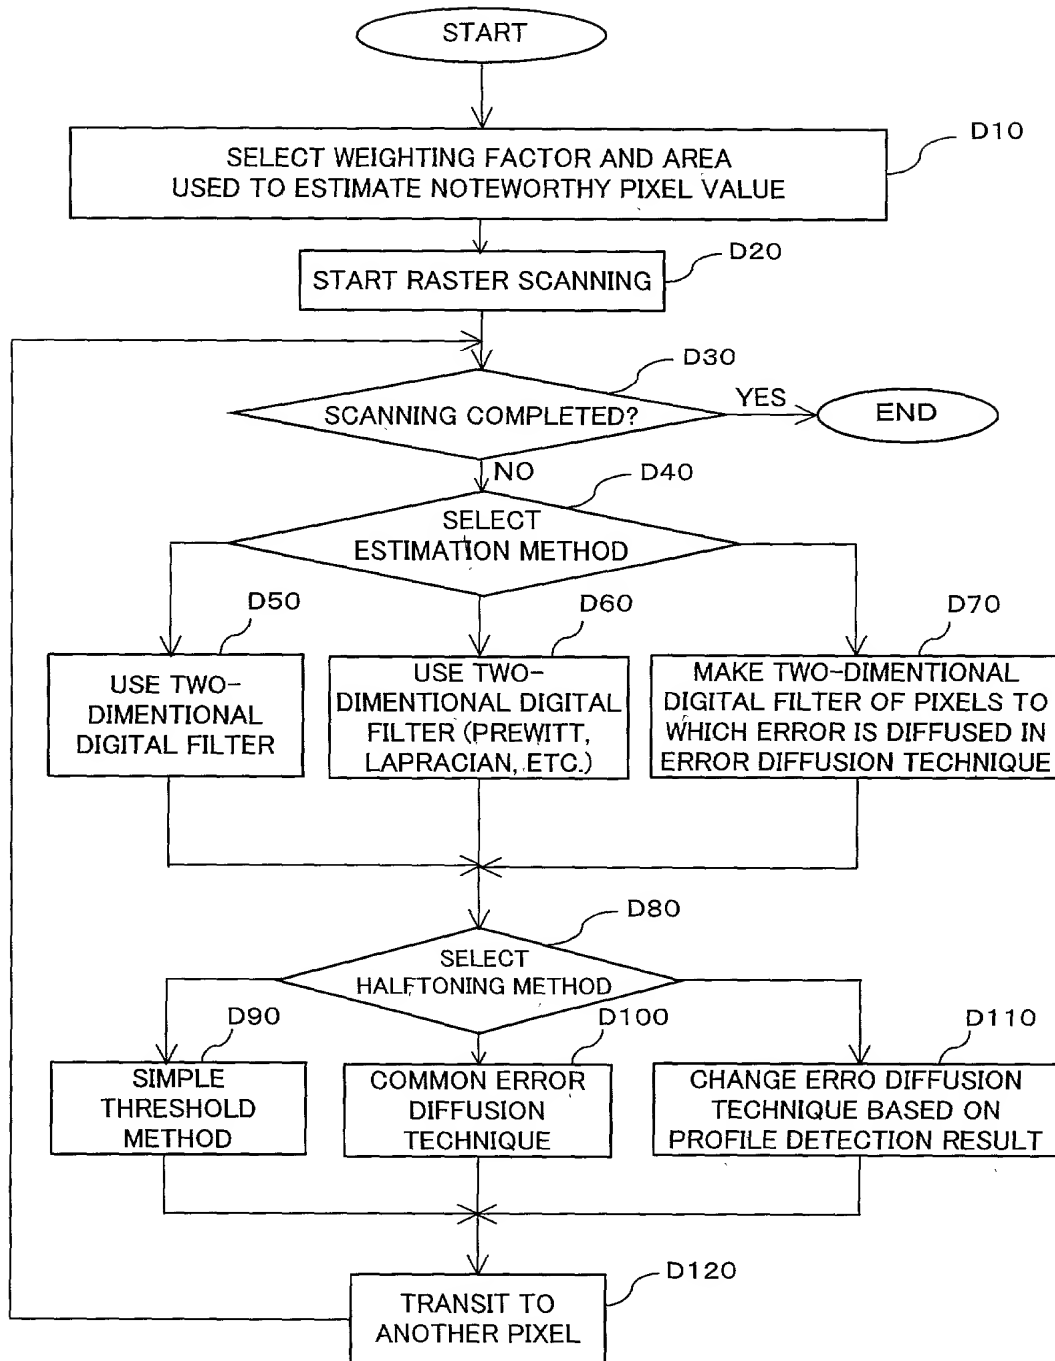 START
D10
SELECT WEIGHTING FACTOR AND AREA
USED TO ESTIMATE NOTEWORTHY PIXEL VALUE
D20
START RASTER SCANNING
D30
SCANNING COMPLETED?
YES
END
NO
D40
SELECT
ESTIMATION METHOD
D50
USE TWO-
DIMENTIONAL
DIGITAL FILTER
D60
USE TWO-
DIMENTIONAL DIGITAL
FILTER (PREWITT,
LAPRACIAN, ETC.)
D70
MAKE TWO-DIMENTIONAL
DIGITAL FILTER OF PIXELS TO
WHICH ERROR IS DIFFUSED IN
ERROR DIFFUSION TECHNIQUE
D80
SELECT
HALFTONING METHOD
D90
SIMPLE
THRESHOLD
METHOD
D100
COMMON ERROR
DIFFUSION
TECHNIQUE
D110
CHANGE ERRO DIFFUSION
TECHNIQUE BASED ON
PROFILE DETECTION RESULT
D120
TRANSIT TO
ANOTHER PIXEL